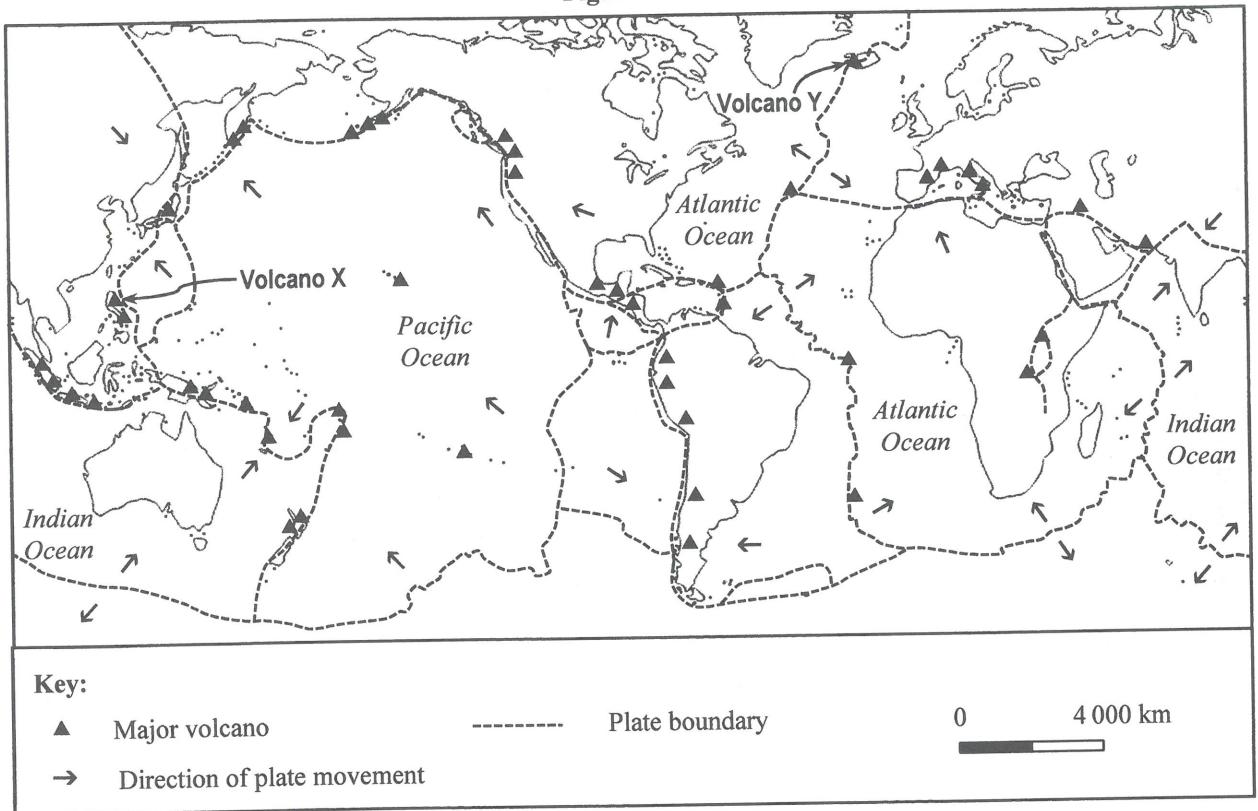 Volcano Y
Atlantic
Ocean
Volcano X
Pacific
Ocean
Atlantic
Ocean
Indian
Ocean
Indian
Ocean
Key:
Major volcano
Plate boundary
0 4 000 km
Direction of plate movement